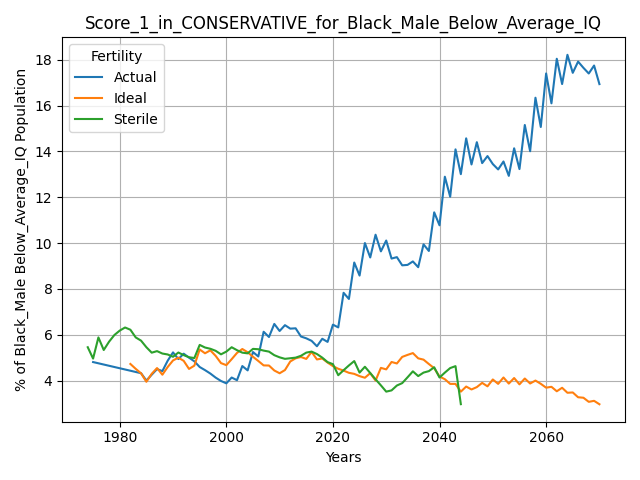 Score_1_in_CONSERVATIVE_for_Black_Male_Below_Average_IQ
Fertility
Actual
Ideal
Sterile
% of Black_Male Below_Average_IQ Population
18
16
14
12
10
8
6
4
1980
2000
2020
2040
2060
Years